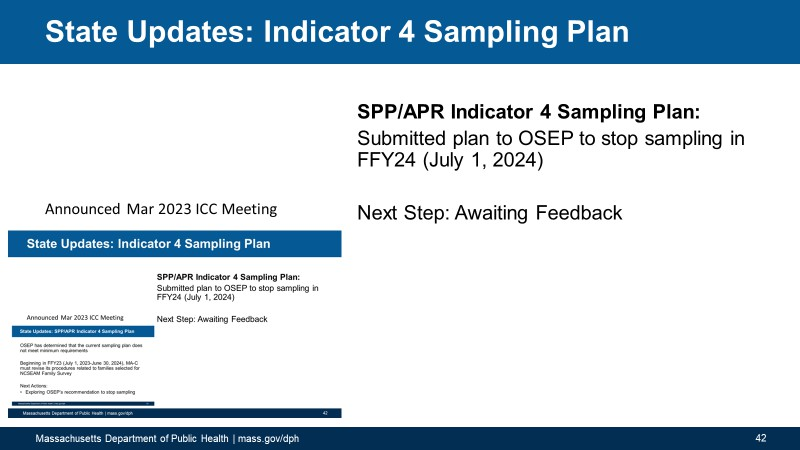 State Updates: Indicator 4 Sampling Plan
SPP/APR Indicator 4 Sampling Plan:
Submitted plan to OSEP to stop sampling in
FFY24 (July 1, 2024)
Next Step: Awaiting Feedback
Announced Mar 2023 ICC Meeting
State Updates: Indicator 4 Sampling Plan
SPP/APR Indicator 4 Sampling Plan:
Submitted plan to OSEP to stop sampling in
FFY24 (July 1, 2024)
Next Step: Awaiting Feedback
Announced Mar 2023 ICC Meeting
State Updates: SPP/APR Indicator 4 Sampling Plan
OSEP has determined that the current sampling plan does
not meet minimum requirements
Beginning in FFY23 (July 1, 2023-June 30, 2024), MA-C
must revise its procedures related to families selected for
NCSEAM Family Survey
Next Actions:
• Exploring OSEP's recommendation to stop sampling
Massachusetts Department of Public Health | mass.gov/dph 42
Massachusetts Department of Public Health | mass.gov/dph 42